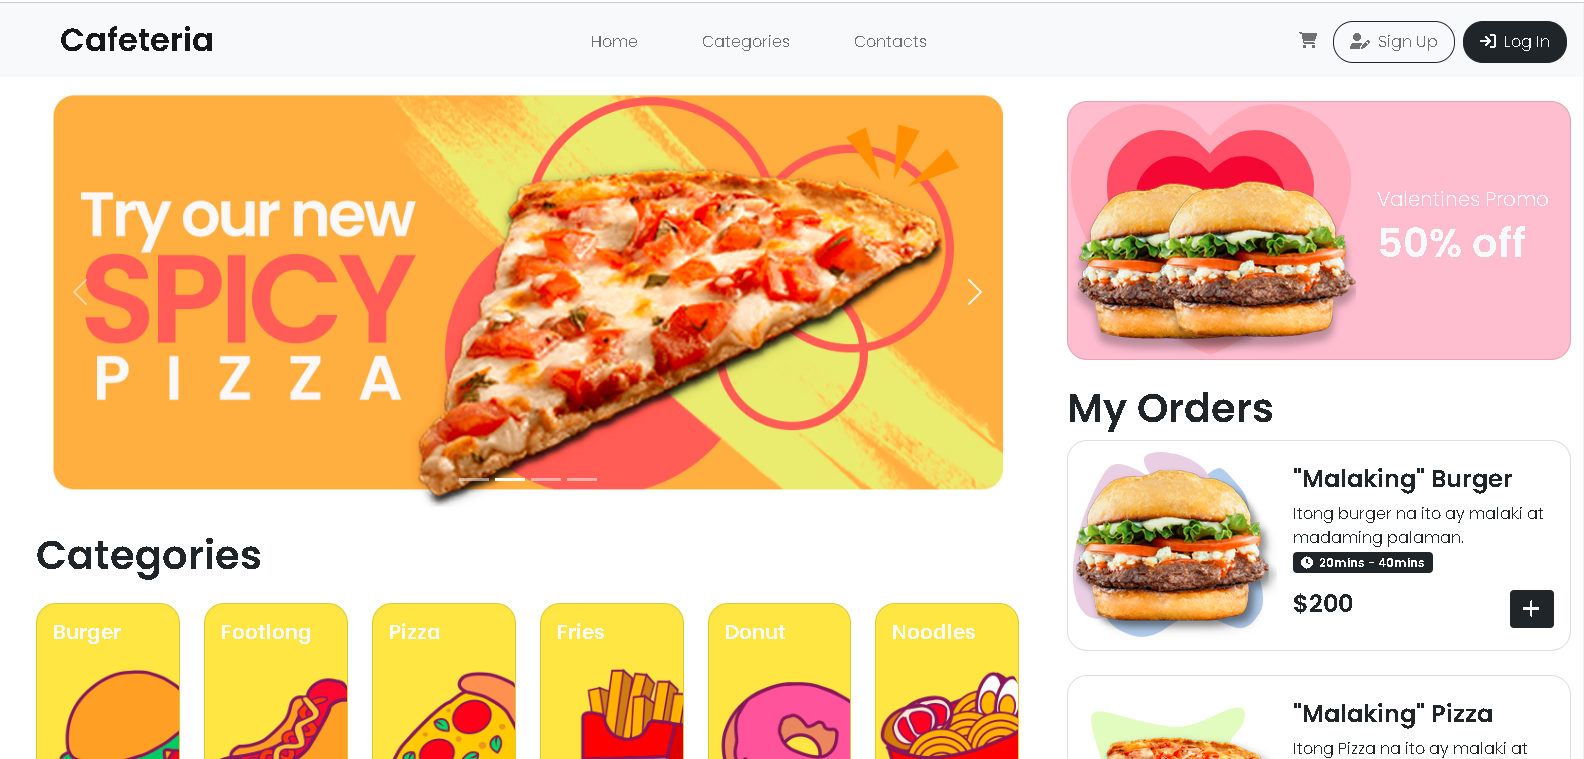 Cafeteria
Home
Categories
Contacts
Sign Up
Log In
Try our new
SPICY
PIZZA
Valentines Promo
50% off
My Orders
"Malaking" Burger
Itong burger na ito ay malaki at
madaming palaman.
20mins - 40mins
$200
"Malaking" Pizza
Itong Pizza na ito ay malaki at
Categories
Burger
Footlong
Pizza
Fries
Donut
Noodles